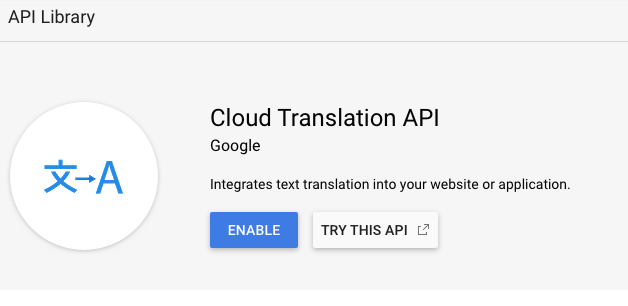 API Library
Cloud Translation API
Google
文→A
Integrates text translation into your website or application.
ENABLE
TRY THIS API